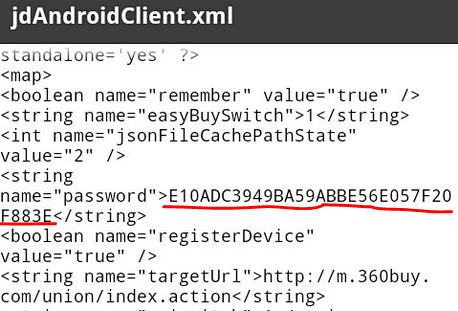 jdAndroidClient.xml
standalone='yes' ?>
<map>
<boolean name="remember" value="true" />
<string name="easyBuySwitch">1</string>
<int name="jsonFileCachePathState"
value="2" />
<string
name="password">E10ADC3949BA59ABBE56E057F20
F883E</string>
<boolean name="registerDevice"
value="true" />
<string name="targetUrl">http://m.360buy.
com/union/index.action</string>